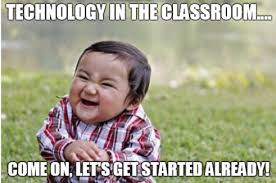 TECHNOLOGY IN THE CLASSROOM....
COME ON, LET'S GET STARTED ALREADY!